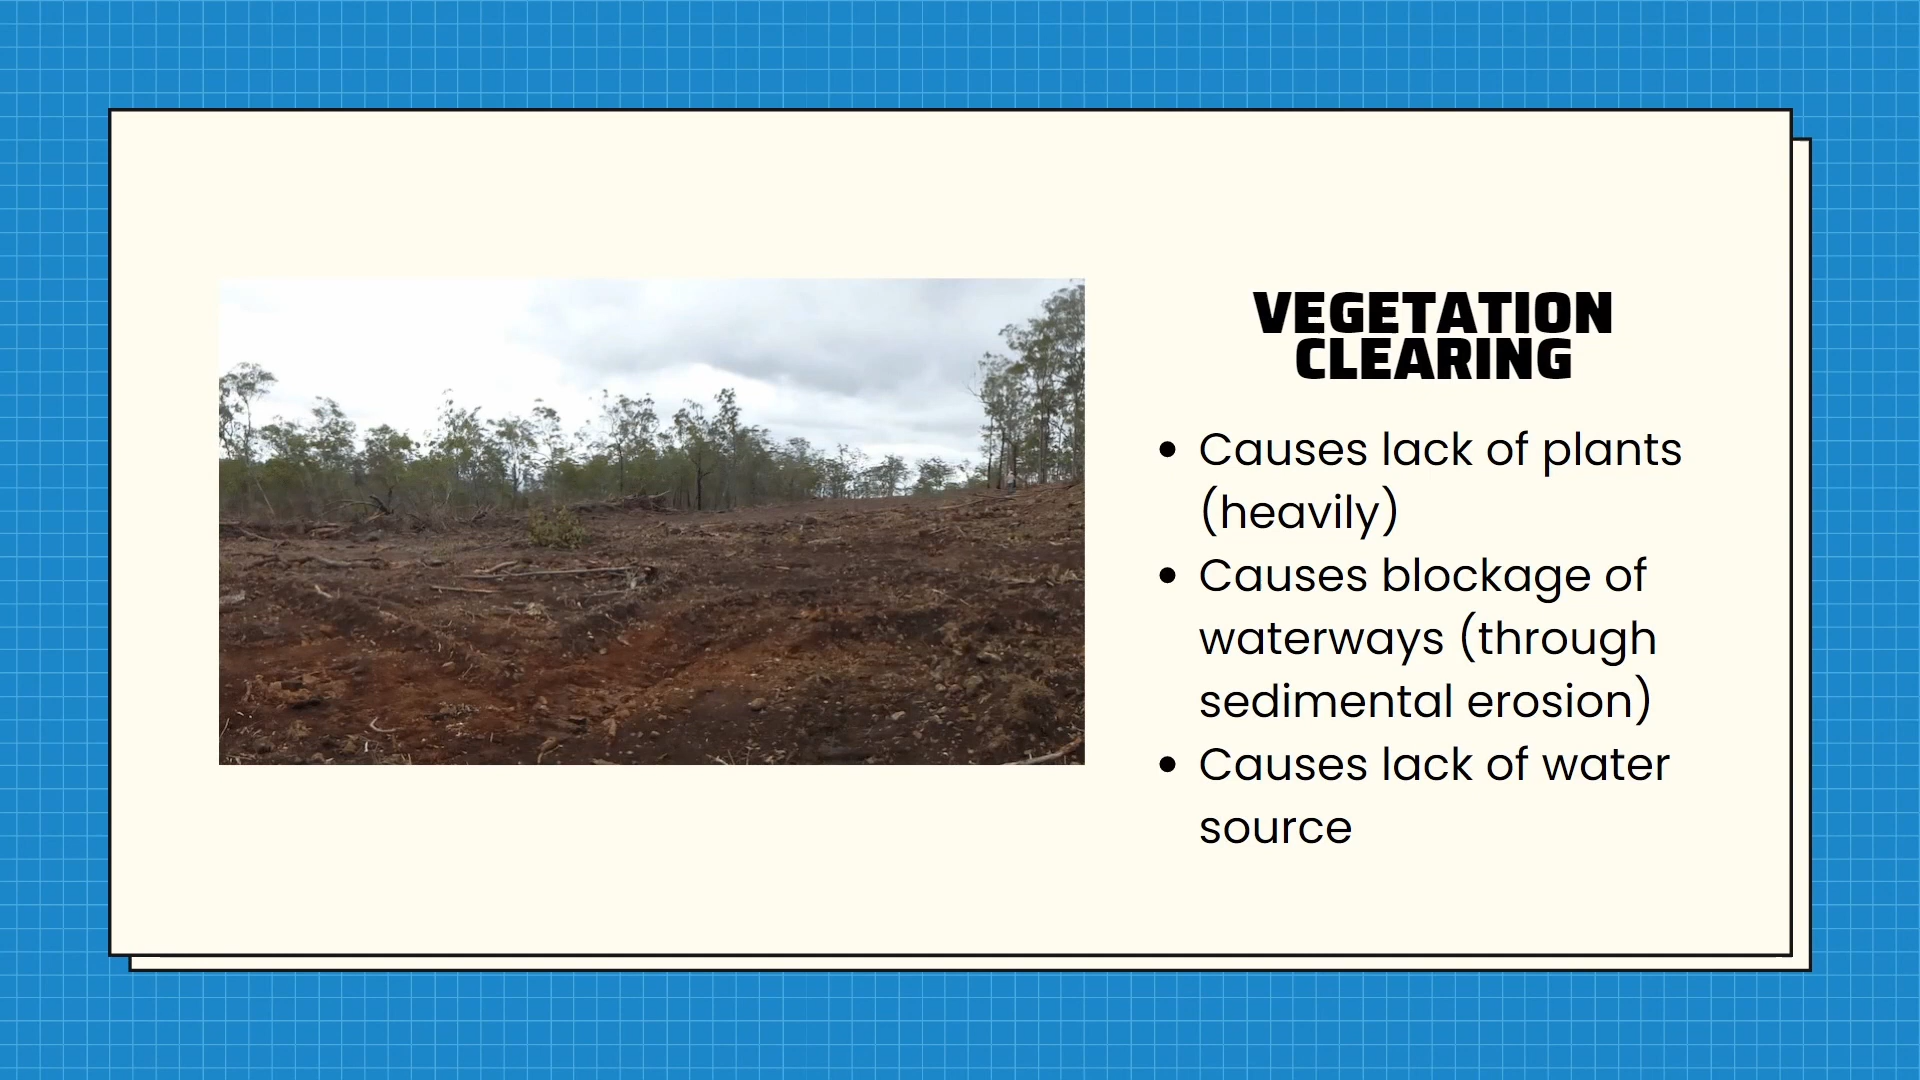 VEGETATION
CLEARING
• Causes lack of plants
(heavily)
• Causes blockage of
waterways (through
sedimental erosion)
• Causes lack of water
source